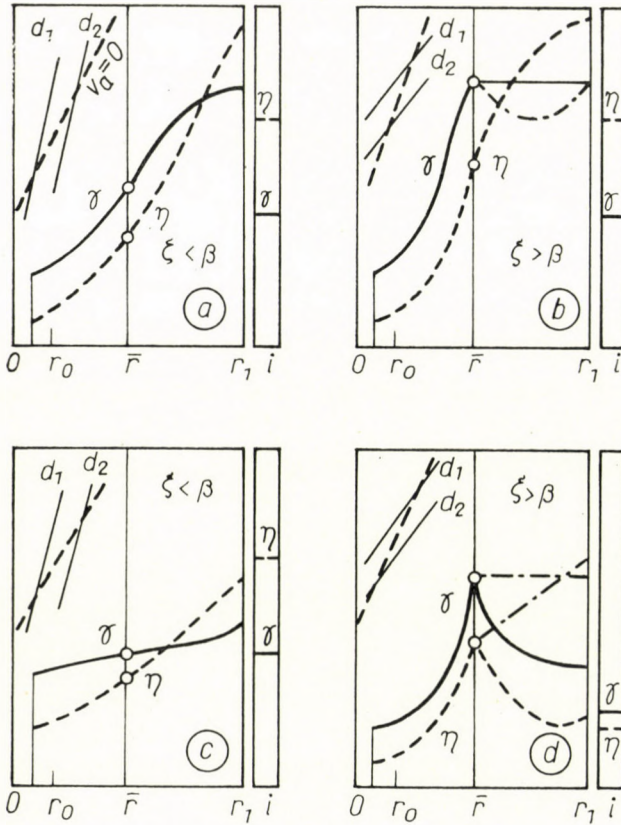 d₁ d₂
vₐ=0
γ
η
ξ < β
a
η
γ
0 r₀ r̄ r₁ i
d₁
d₂
γ
η
ξ > β
b
η
γ
0 r₀ r̄ r₁ i
d₁ d₂
ξ < β
γ
η
c
η
γ
0 r₀ r̄ r₁ i
d₁
d₂
ξ > β
γ
η
d
γ
η
0 r₀ r̄ r₁ i